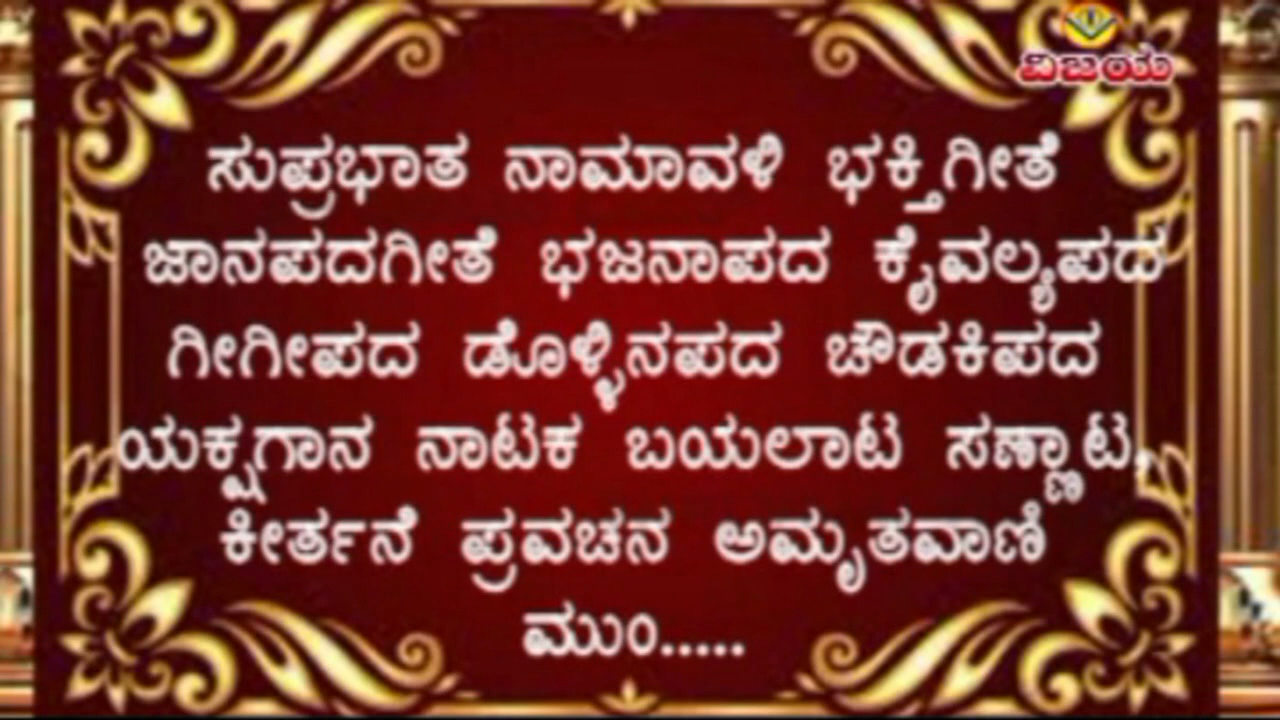 ವಿಜಯ
ಸುಪ್ರಭಾತ ನಾಮಾವಳಿ ಭಕ್ತಿಗೀತೆ
ಜಾನಪದಗೀತೆ ಭಜನಾಪದ ಕೈವಲ್ಯಪದ
ಗೀಗೀಪದ ಡೊಳ್ಳಿನಪದ ಚೌಡಕಿಪದ
ಯಕ್ಷಗಾನ ನಾಟಕ ಬಯಲಾಟ ಸಣ್ಣಾಟ,
ಕೀರ್ತನೆ ಪ್ರವಚನ ಅಮೃತವಾಣಿ
ಮುಂ.....